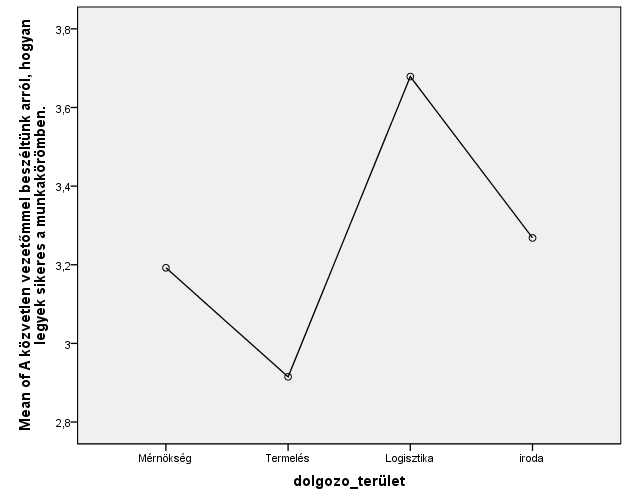 Mean of A közvetlen vezetőmmel beszéltünk arról, hogyan
legyek sikeres a munkakörömben.
3,8
3,6
3,4
3,2
3
2,8
Mérnökség
Termelés
Logisztika
iroda
dolgozo_terület